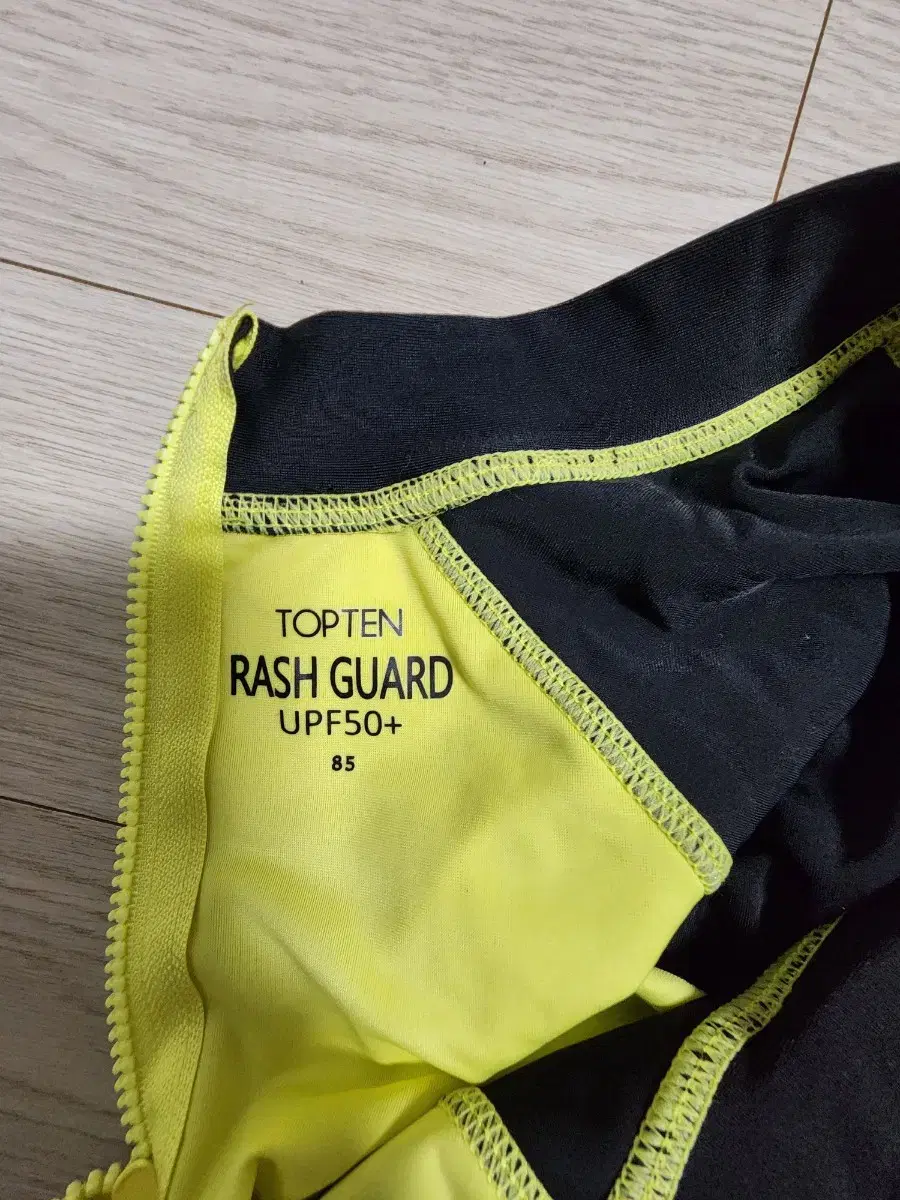 TOPTEN
RASH GUARD
UPF50+
85